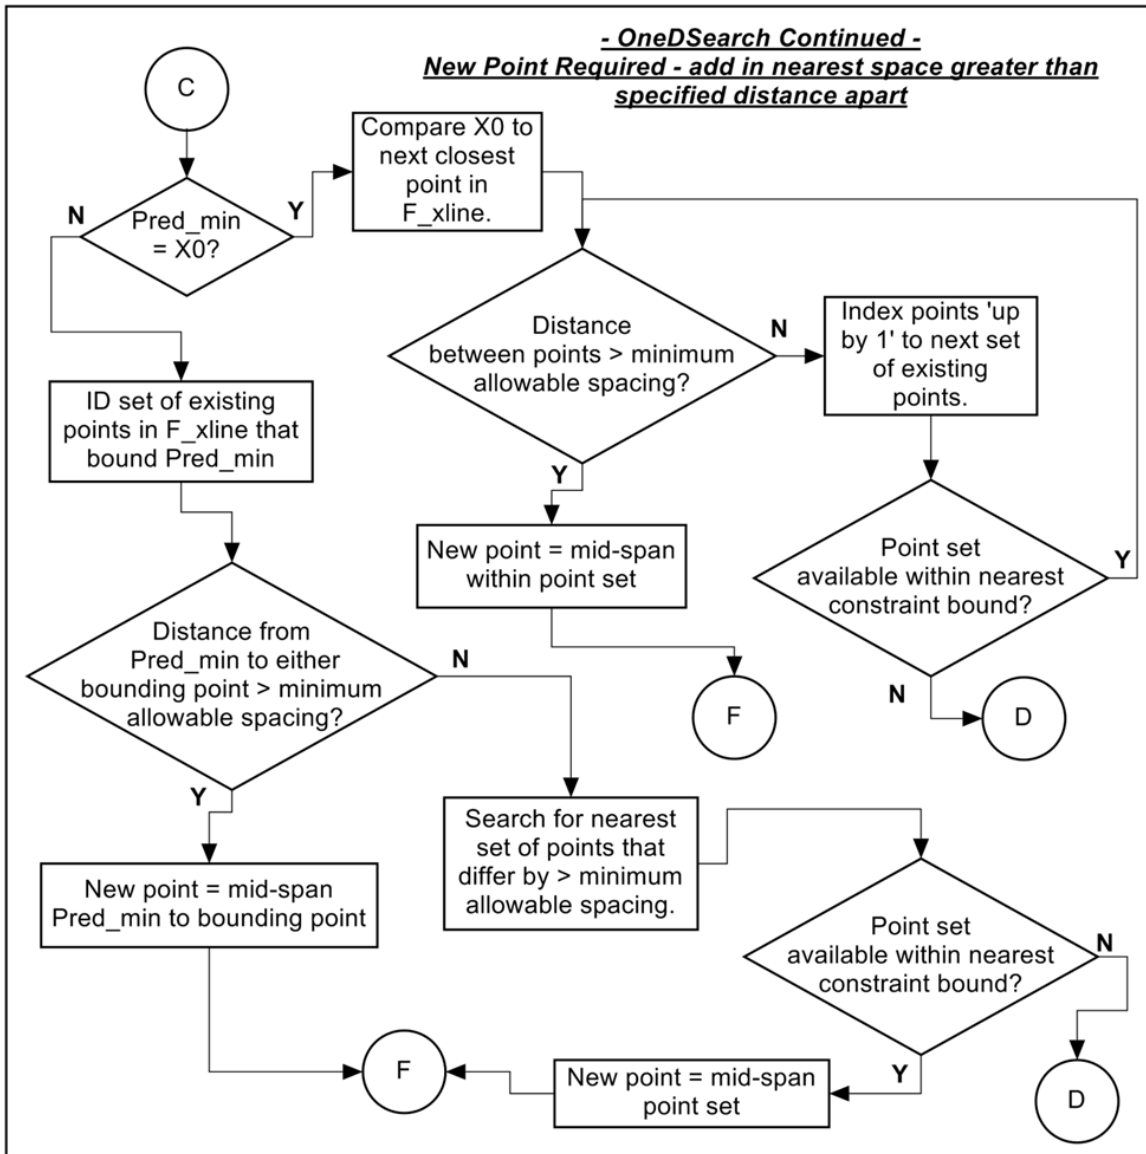 - OneDSearch Continued -
New Point Required - add in nearest space greater than
specified distance apart
C
Pred_min
= X0?
N
Y
Compare X0 to
next closest
point in
F_xline.
Distance
between points > minimum
allowable spacing?
N
Y
Index points 'up
by 1' to next set
of existing
points.
ID set of existing
points in F_xline that
bound Pred_min
New point = mid-span
within point set
Point set
available within nearest
constraint bound?
Y
N
Distance from
Pred_min to either
bounding point > minimum
allowable spacing?
N
Y
F
D
Search for nearest
set of points that
differ by > minimum
allowable spacing.
New point = mid-span
Pred_min to bounding point
Point set
available within nearest
constraint bound?
N
Y
F
New point = mid-span
point set
D